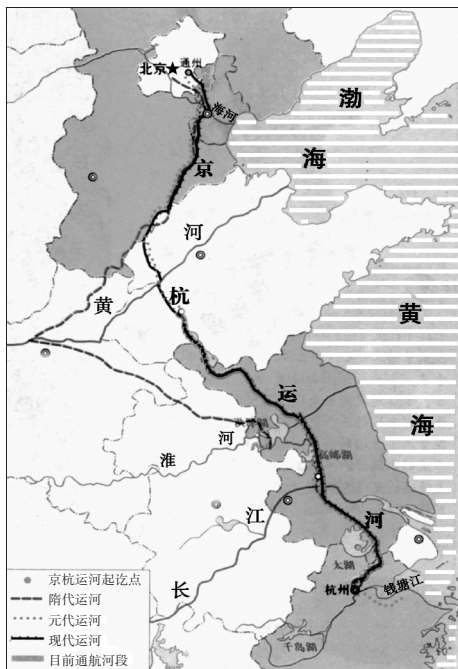 北京
通州
海河
渤海
京杭运河
黄河
黄海
洪泽湖
淮河
高邮湖
长江
太湖
杭州
钱塘江
千岛湖
京杭运河起讫点
隋代运河
元代运河
现代运河
目前通航河段